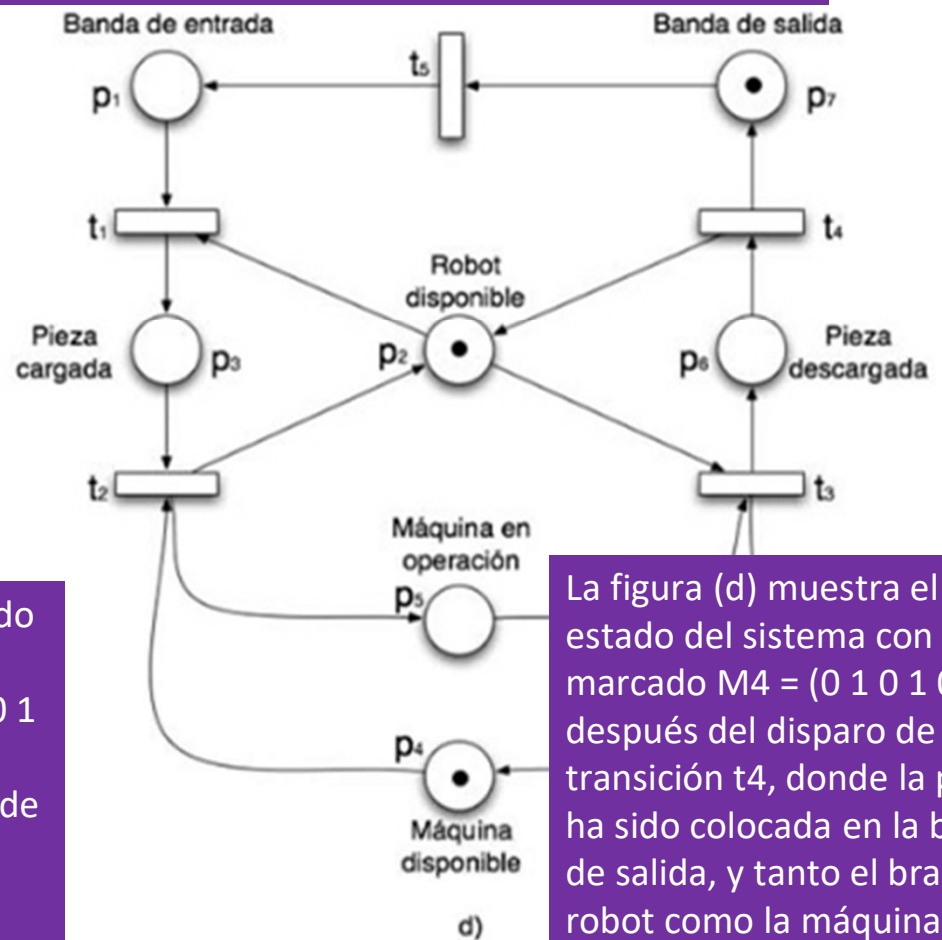 Banda de entrada
Banda de salida
t₅
p₁
p₇
t₁
t₄
Robot
disponible
Pieza
cargada
p₃
p₂
p₆
Pieza
descargada
t₂
t₃
Máquina en
operación
p₅
do
0 1
de
p₄
Máquina
disponible
d)
La figura (d) muestra el
estado del sistema con
marcado M4 = (0 1 0 1
después del disparo de
transición t4, donde la
ha sido colocada en la
de salida, y tanto el
robot como la máquina